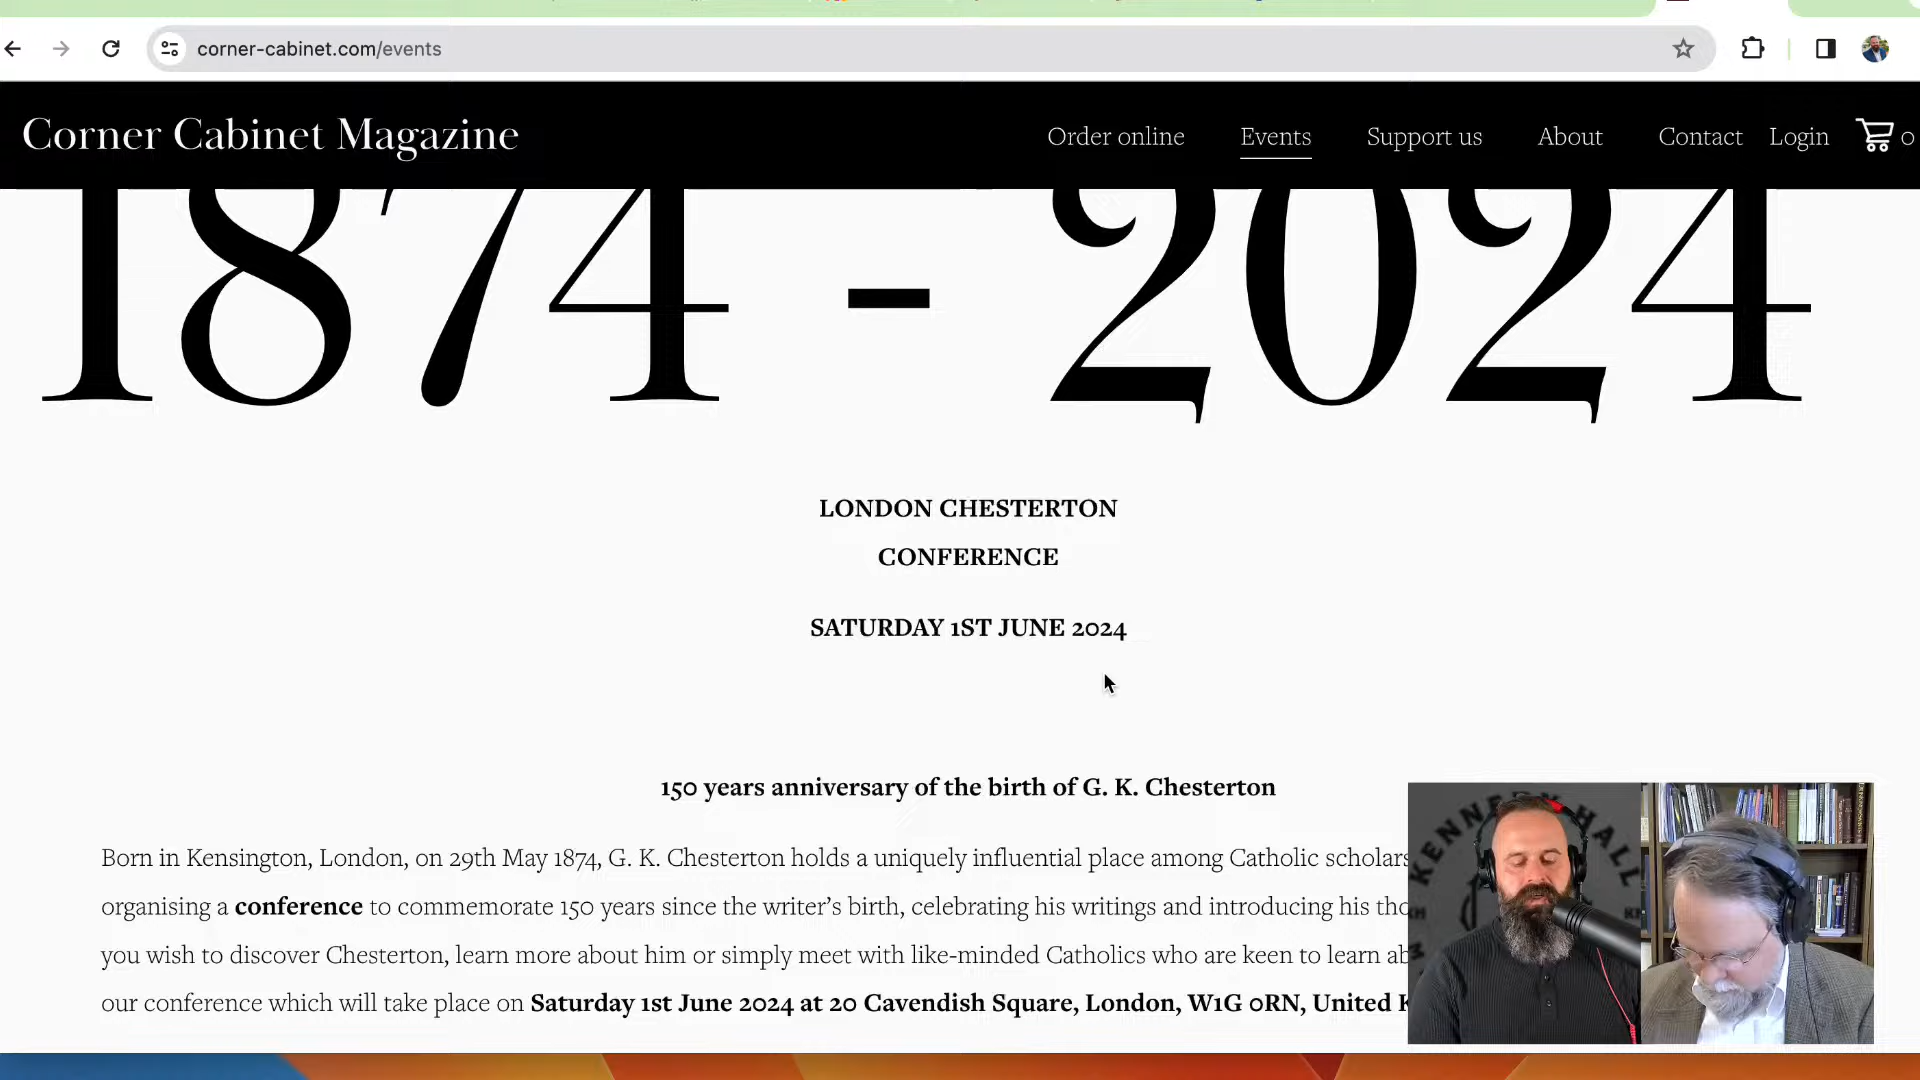 corner-cabinet.com/events
Corner Cabinet Magazine
Order online
Events
Support us
About
Contact
Login
0
1874 - 2024
LONDON CHESTERTON
CONFERENCE
SATURDAY 1ST JUNE 2024
150 years anniversary of the birth of G. K. Chesterton
Born in Kensington, London, on 29th May 1874, G. K. Chesterton holds a uniquely influential place among Catholic scholars
organising a conference to commemorate 150 years since the writer's birth, celebrating his writings and introducing his
you wish to discover Chesterton, learn more about him or simply meet with like-minded Catholics who are keen to learn
our conference which will take place on Saturday 1st June 2024 at 20 Cavendish Square, London, W1G 0RN, United
KENNEDY HALL